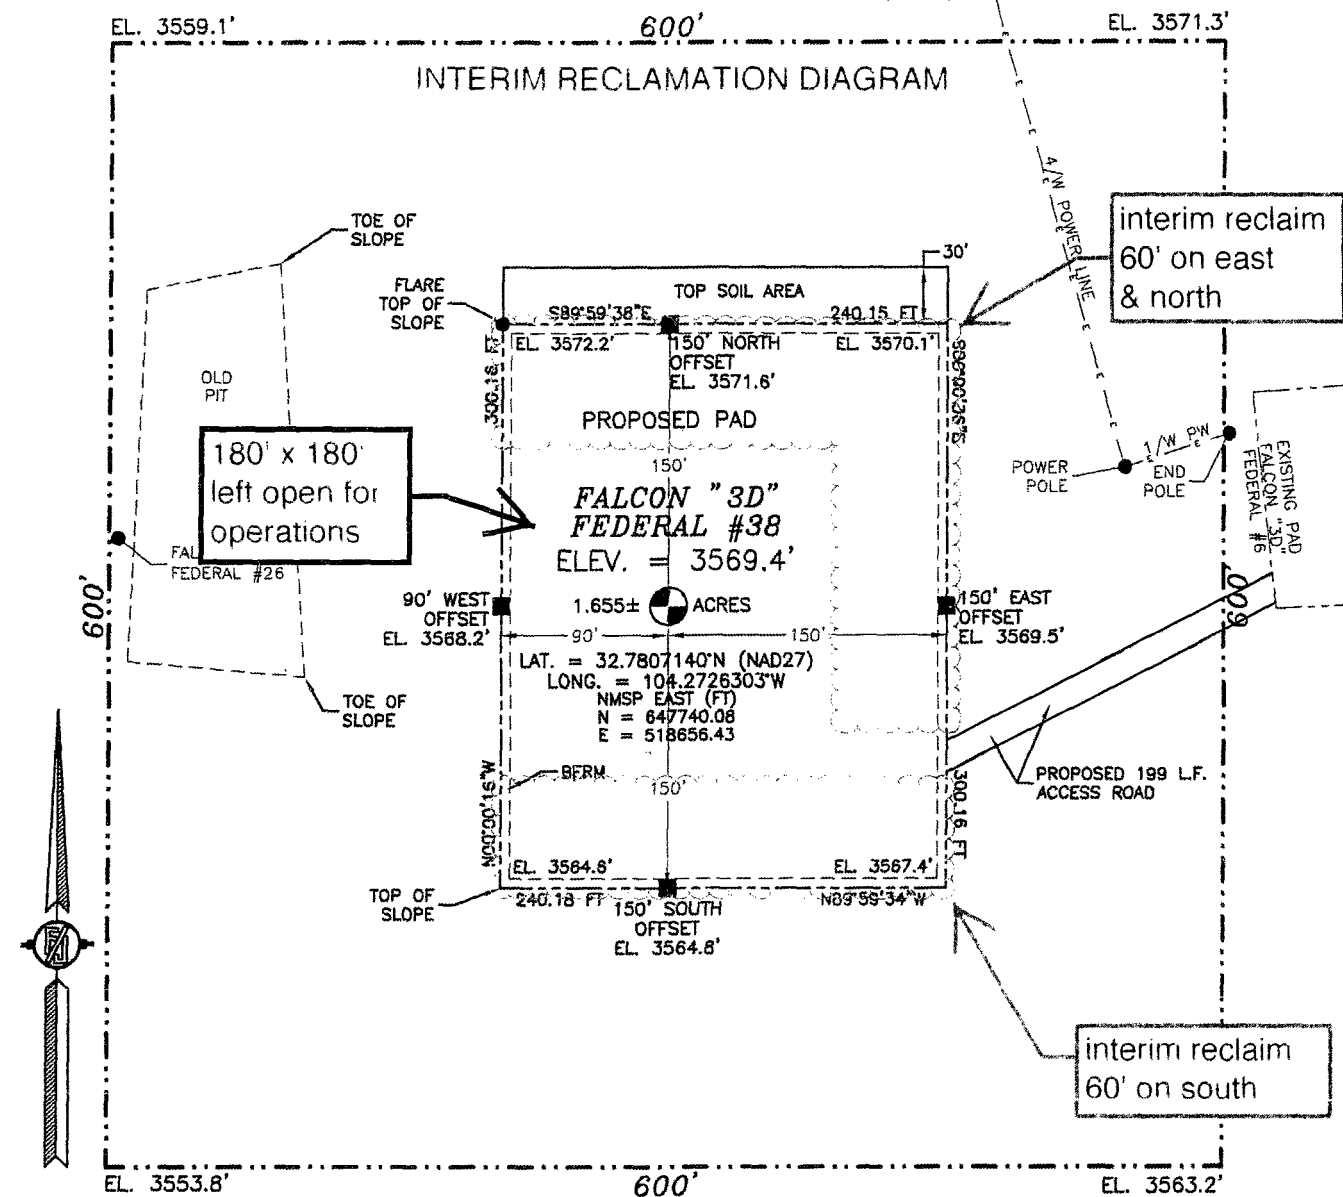 EL. 3559.1'
600'
EL. 3571.3'
INTERIM RECLAMATION DIAGRAM
4/W POWER LINE
interim reclaim
60' on east
& north
TOE OF
SLOPE
30'
FLARE
TOP OF
SLOPE
TOP SOIL AREA
S89°59'38"E
240.15 FT
EL. 3572.2'
150' NORTH
OFFSET
EL. 3571.6'
EL. 3570.1'
OLD
PIT
PROPOSED PAD
180' x 180'
left open for
operations
150'
FALCON "3D"
FEDERAL #38
ELEV. = 3569.4'
POWER
POLE
1/W PW
END
POLE
EXISTING PAD
FALCON "3D"
FEDERAL #6
FEDERAL #26
600'
600'
90' WEST
OFFSET
EL. 3568.2'
1.655± ACRES
150' EAST
OFFSET
EL. 3569.5'
90'
150'
LAT. = 32.7807140°N (NAD27)
LONG. = 104.2726303°W
NMSP EAST (FT)
N = 647740.08
E = 518656.43
TOE OF
SLOPE
BERM
150'
PROPOSED 199 L.F.
ACCESS ROAD
N00°00'16"W
300.16 FT
EL. 3564.6'
EL. 3567.4'
TOP OF
SLOPE
240.18 FT
150' SOUTH
OFFSET
EL. 3564.8'
N89°59'34"W
interim reclaim
60' on south
EL. 3553.8'
600'
EL. 3563.2'